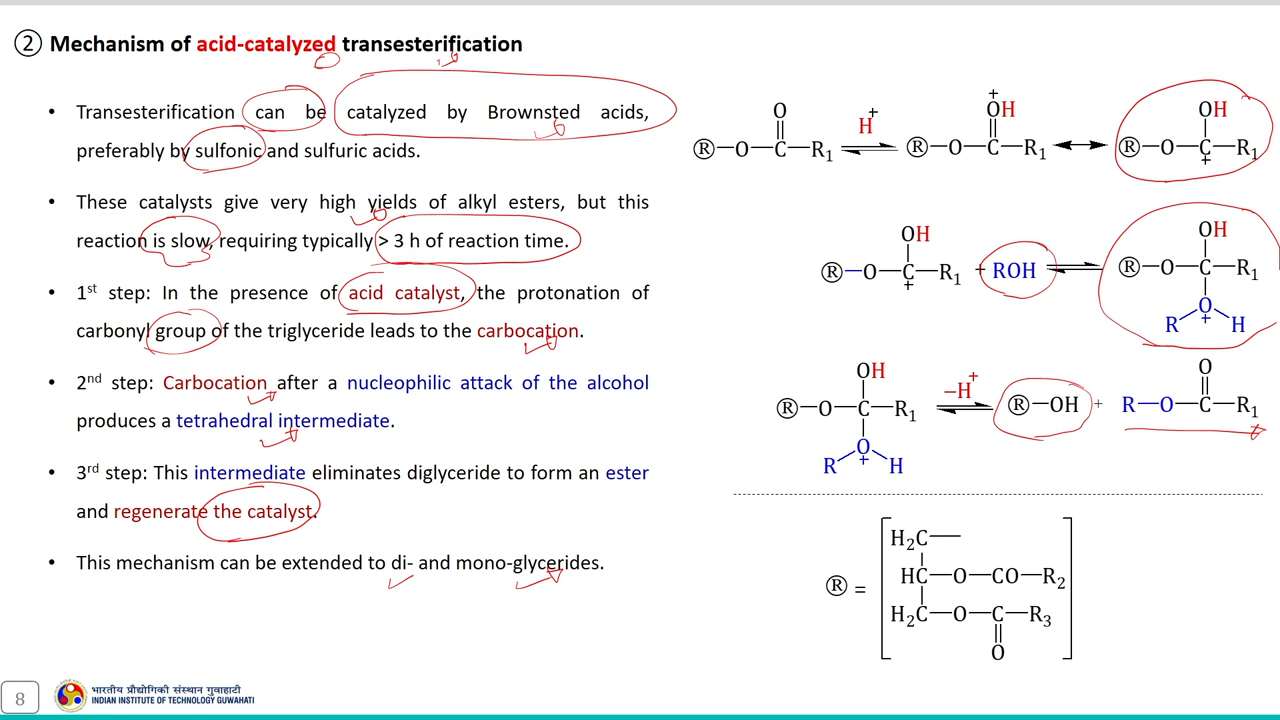 ② Mechanism of acid-catalyzed transesterification
• Transesterification can be catalyzed by Brownsted acids,
preferably by sulfonic and sulfuric acids.
• These catalysts give very high yields of alkyl esters, but this
reaction is slow, requiring typically > 3 h of reaction time.
• 1st step: In the presence of acid catalyst, the protonation of
carbonyl group of the triglyceride leads to the carbocation.
• 2nd step: Carbocation after a nucleophilic attack of the alcohol
produces a tetrahedral intermediate.
• 3rd step: This intermediate eliminates diglyceride to form an ester
and regenerate the catalyst.
• This mechanism can be extended to di- and mono-glycerides.
O + OH OH
Ⓡ—O—C—R1 H+ Ⓡ—O—C—R1 Ⓡ—O—C—R1
+
OH OH
Ⓡ—O—C—R1 + ROH Ⓡ—O—C—R1
+ O
R + H
OH O
Ⓡ—O—C—R1 –H+ Ⓡ—OH + R—O—C—R1
O
R + H
H2C—
Ⓡ = HC—O—CO—R2
H2C—O—C—R3
O
8
भारतीय प्रौद्योगिकी संस्थान गुवाहाटी
INDIAN INSTITUTE OF TECHNOLOGY GUWAHATI